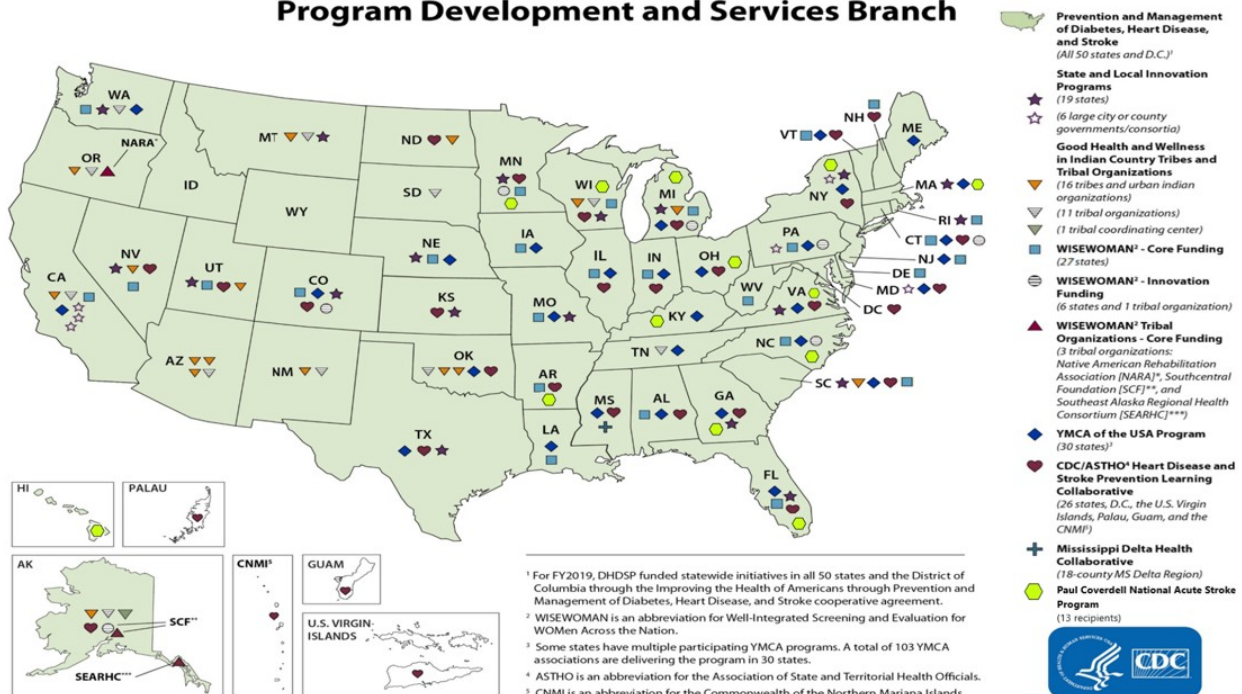 Program Development and Services Branch
WA
NARA*
OR
MT
ND
MN
ID
SD
WI
MI
WY
NE
IA
NV
UT
CA
CO
KS
MO
IL
IN
OH
KY
WV
VA
PA
NY
VT
NH
ME
MA
RI
CT
NJ
DE
MD
DC
NC
TN
SC
AZ
NM
OK
AR
MS
AL
GA
TX
LA
FL
HI
PALAU
AK
SCF**
SEARHC***
CNMI⁵
GUAM
U.S. VIRGIN
ISLANDS
Prevention and Management
of Diabetes, Heart Disease,
and Stroke
(All 50 states and D.C.)¹
State and Local Innovation
Programs
(19 states)
(6 large city or county
governments/consortia)
Good Health and Wellness
in Indian Country Tribes and
Tribal Organizations
(16 tribes and urban indian
organizations)
(11 tribal organizations)
(1 tribal coordinating center)
WISEWOMAN² - Core Funding
(27 states)
WISEWOMAN² - Innovation
Funding
(6 states and 1 tribal organization)
WISEWOMAN² Tribal
Organizations - Core Funding
(3 tribal organizations:
Native American Rehabilitation
Association [NARA]*, Southcentral
Foundation [SCF]**, and
Southeast Alaska Regional Health
Consortium [SEARHC]***)
YMCA of the USA Program
(30 states)³
CDC/ASTHO⁴ Heart Disease and
Stroke Prevention Learning
Collaborative
(26 states, D.C., the U.S. Virgin
Islands, Palau, Guam, and the
CNMI⁵)
Mississippi Delta Health
Collaborative
(18-county MS Delta Region)
Paul Coverdell National Acute Stroke
Program
(13 recipients)
¹ For FY2019, DHDSP funded statewide initiatives in all 50 states and the District of
Columbia through the Improving the Health of Americans through Prevention and
Management of Diabetes, Heart Disease, and Stroke cooperative agreement.
² WISEWOMAN is an abbreviation for Well-Integrated Screening and Evaluation for
WOMen Across the Nation.
³ Some states have multiple participating YMCA programs. A total of 103 YMCA
associations are delivering the program in 30 states.
⁴ ASTHO is an abbreviation for the Association of State and Territorial Health Officials.
⁵ CNMI is an abbreviation for the Commonwealth of the Northern Mariana Islands
CDC